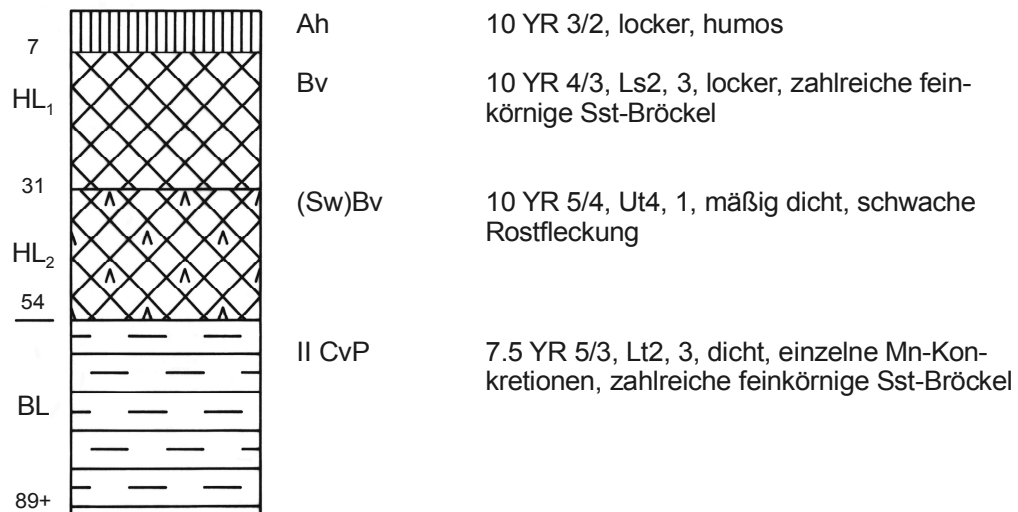 Ah 10 YR 3/2, locker, humos
7
HL₁
Bv 10 YR 4/3, Ls2, 3, locker, zahlreiche fein-
körnige Sst-Bröckel
31
(Sw)Bv 10 YR 5/4, Ut4, 1, mäßig dicht, schwache
Rostfleckung
HL₂
54
II CvP 7.5 YR 5/3, Lt2, 3, dicht, einzelne Mn-Kon-
kretionen, zahlreiche feinkörnige Sst-Bröckel
BL
89+